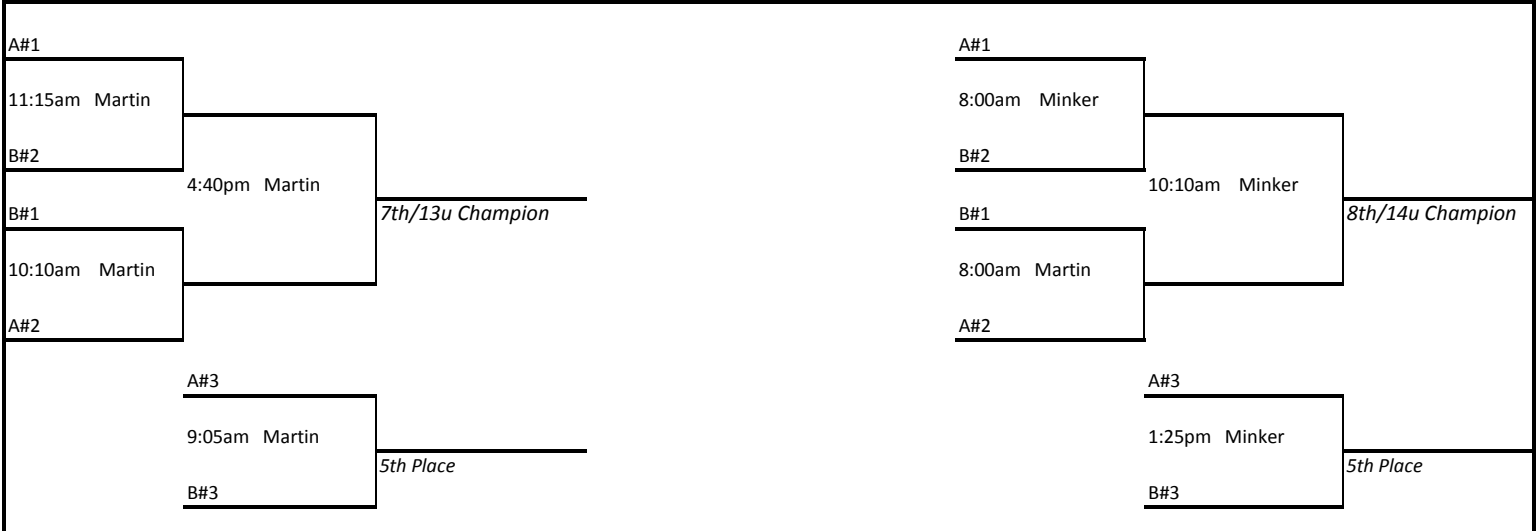 A#1
11:15am Martin
B#2
4:40pm Martin
B#1
7th/13u Champion
10:10am Martin
A#2
A#3
9:05am Martin
5th Place
B#3
A#1
8:00am Minker
B#2
10:10am Minker
B#1
8th/14u Champion
8:00am Martin
A#2
A#3
1:25pm Minker
5th Place
B#3